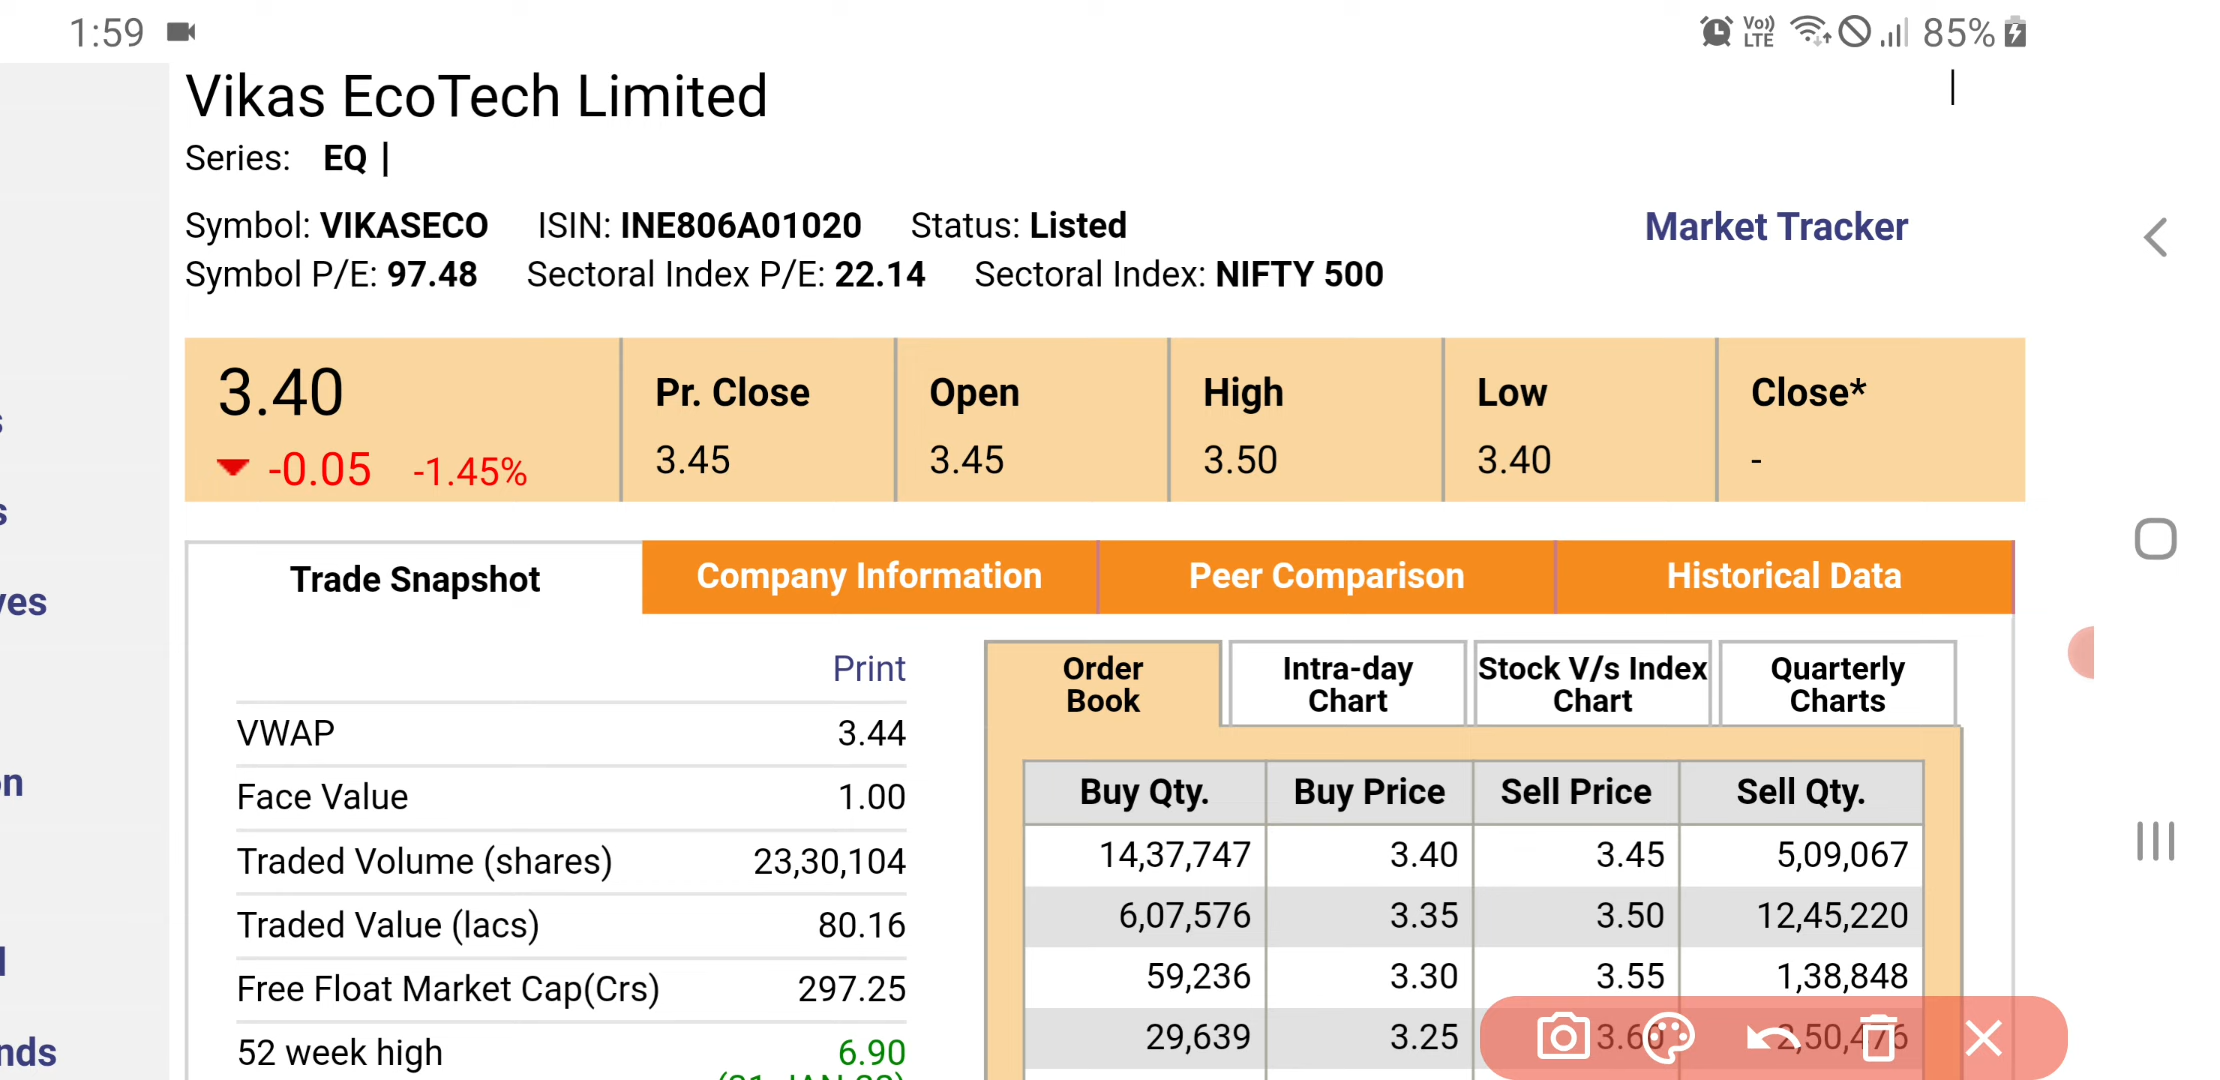 1:59 Vo)) LTE 85%
Vikas EcoTech Limited
Series: EQ |
Symbol: VIKASECO ISIN: INE806A01020 Status: Listed Market Tracker
Symbol P/E: 97.48 Sectoral Index P/E: 22.14 Sectoral Index: NIFTY 500
3.40 Pr. Close Open High Low Close*
-0.05 -1.45% 3.45 3.45 3.50 3.40 -
Trade Snapshot Company Information Peer Comparison Historical Data
Print
VWAP 3.44
Face Value 1.00
Traded Volume (shares) 23,30,104
Traded Value (lacs) 80.16
Free Float Market Cap(Crs) 297.25
52 week high 6.90
Order Book Intra-day Chart Stock V/s Index Chart Quarterly Charts
Buy Qty. Buy Price Sell Price Sell Qty.
14,37,747 3.40 3.45 5,09,067
6,07,576 3.35 3.50 12,45,220
59,236 3.30 3.55 1,38,848
29,639 3.25 3.60 2,50,476